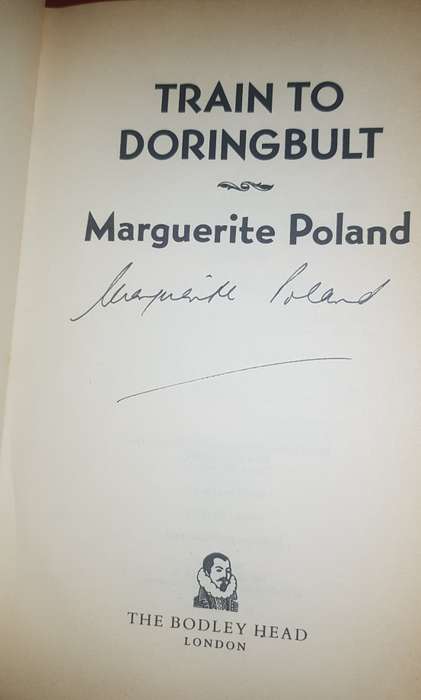 TRAIN TO
DORINGBULT
Marguerite Poland
Marguerite Poland
THE BODLEY HEAD
LONDON